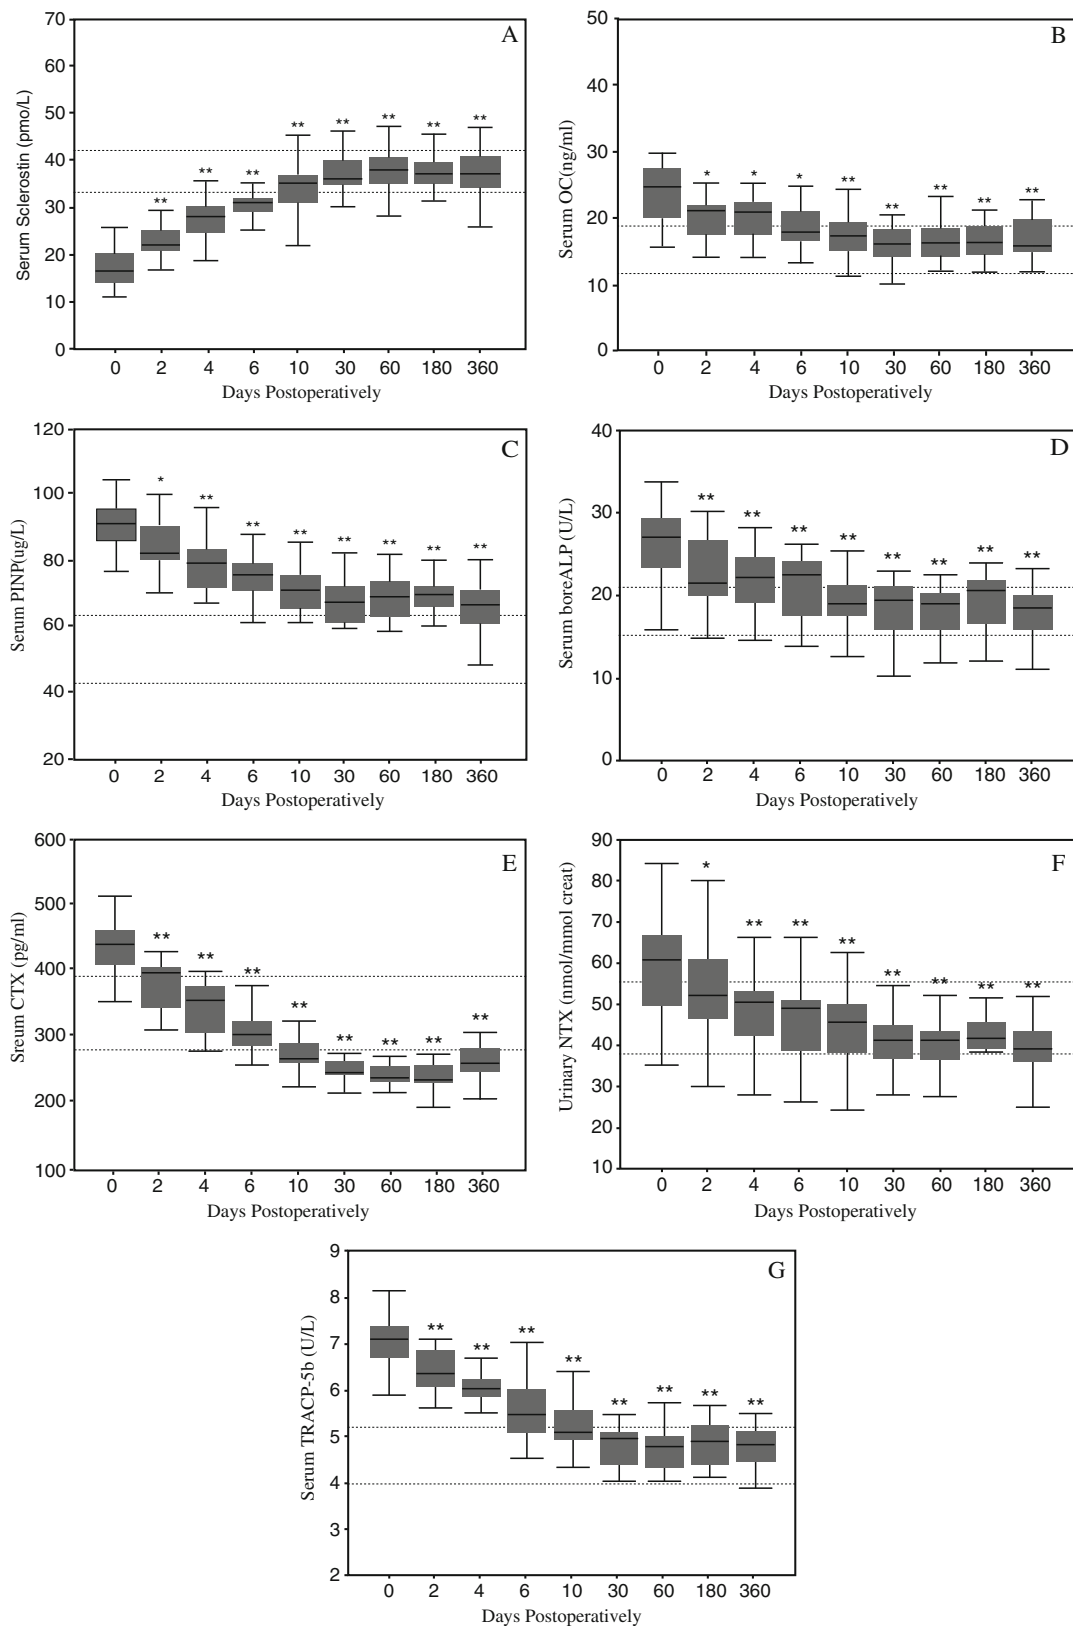 A
Serum Sclerostin (pmo/L)
70
60
50
40
30
20
10
0
** ** ** ** ** ** ** **
0 2 4 6 10 30 60 180 360
Days Postoperatively
B
Serum OC(ng/ml)
50
40
30
20
10
0
* * * ** ** ** ** **
0 2 4 6 10 30 60 180 360
Days Postoperatively
C
Serum PINP(ug/L)
120
100
80
60
40
20
* ** ** ** ** ** ** **
0 2 4 6 10 30 60 180 360
Days Postoperatively
D
Serum boreALP (U/L)
40
30
20
10
0
** ** ** ** ** ** ** **
0 2 4 6 10 30 60 180 360
Days Postoperatively
E
Sreum CTX (pg/ml)
600
500
400
300
200
100
** ** ** ** ** ** ** **
0 2 4 6 10 30 60 180 360
Days Postoperatively
F
Urinary NTX (nmol/mmol creat)
90
80
70
60
50
40
30
20
10
* ** ** ** ** ** ** **
0 2 4 6 10 30 60 180 360
Days Postoperatively
G
Serum TRACP-5b (U/L)
9
8
7
6
5
4
3
2
** ** ** ** ** ** ** **
0 2 4 6 10 30 60 180 360
Days Postoperatively